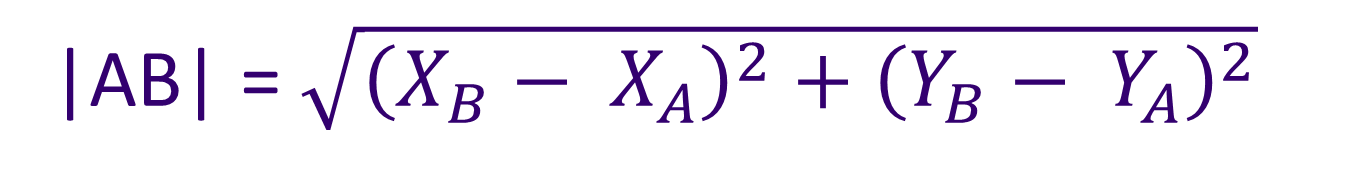 |AB| = √(X_B − X_A)² + (Y_B − Y_A)²